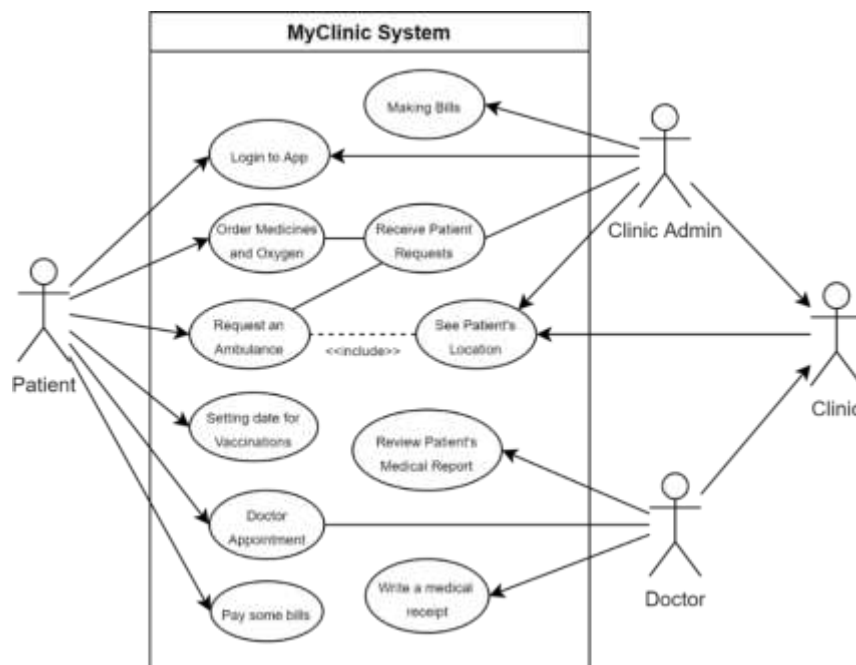 MyClinic System
Making Bills
Login to App
Order Medicines
and Oxygen
Receive Patient
Requests
Clinic Admin
Request an
Ambulance
<<include>>
See Patient's
Location
Patient
Clinic
Setting date for
Vaccinations
Review Patient's
Medical Report
Doctor
Appointment
Pay some bills
Write a medical
receipt
Doctor